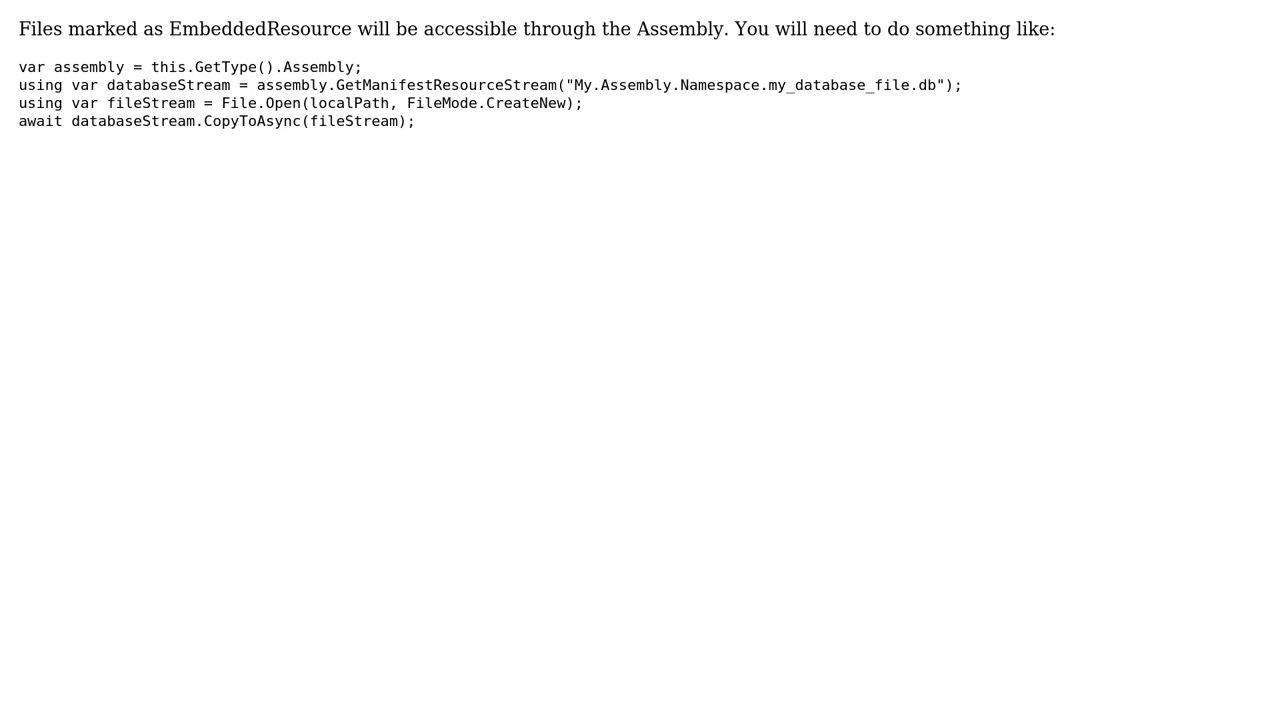 Files marked as EmbeddedResource will be accessible through the Assembly. You will need to do something like:
var assembly = this.GetType().Assembly;
using var databaseStream = assembly.GetManifestResourceStream("My.Assembly.Namespace.my_database_file.db");
using var fileStream = File.Open(localPath, FileMode.CreateNew);
await databaseStream.CopyToAsync(fileStream);